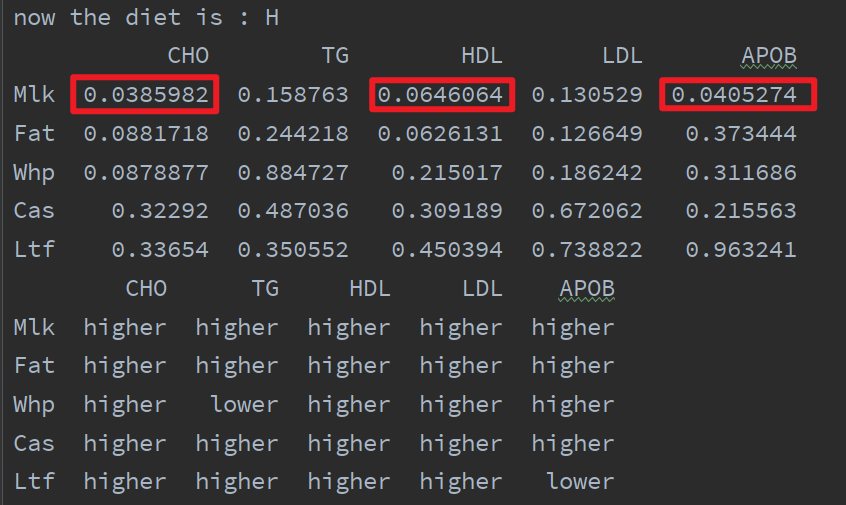 now the diet is : H
CHO TG HDL LDL APOB
Mlk 0.0385982 0.158763 0.0646064 0.130529 0.0405274
Fat 0.0881718 0.244218 0.0626131 0.126649 0.373444
Whp 0.0887877 0.884727 0.215017 0.186242 0.311686
Cas 0.32292 0.487036 0.309189 0.672062 0.215563
Ltf 0.33654 0.350552 0.450394 0.738822 0.963241
CHO TG HDL LDL APOB
Mlk higher higher higher higher higher
Fat higher higher higher higher higher
Whp higher lower higher higher higher
Cas higher higher higher higher higher
Ltf higher higher higher higher lower